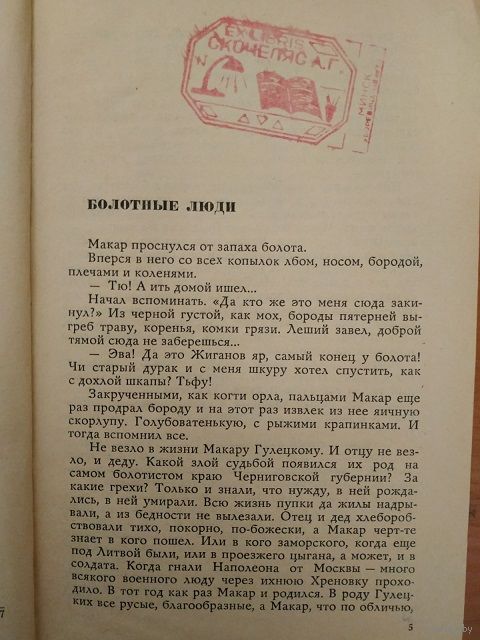 EX LIBRIS
СКОЧЕЛЯС А.Г.
МИНСК
БОЛОТНЫЕ ЛЮДИ
Макар проснулся от запаха болота.
Вперся в него со всех копылок лбом, носом, бородой,
плечами и коленями.
— Тю! А ить домой ишел...
Начал вспоминать. «Да кто же это меня сюда заки-
нул?» Из черной густой, как мох, бороды пятерней вы-
греб траву, коренья, комки грязи. Леший завел, доброй
тямой сюда не заберешься...
— Эва! Да это Жиганов яр, самый конец у болота!
Чи старый дурак и с меня шкуру хотел спустить, как
с дохлой шкапы? Тьфу!
Закрученными, как когти орла, пальцами Макар еще
раз продрал бороду и на этот раз извлек из нее яичную
скорлупу. Голубоватенькую, с рыжими крапинками. И
тогда вспомнил все.
Не везло в жизни Макару Гулецкому. И отцу не вез-
ло, и деду. Какой злой судьбой появился их род на
самом болотистом краю Черниговской губернии? За
какие грехи? Только и знали, что нужду, в ней рожда-
лись, в ней умирали. Всю жизнь пупки да жилы надры-
вали, а из бедности не вылезали. Отец и дед хлеборо-
бствовали тихо, покорно, по-божески, а Макар черт-те
знает в кого пошел. Или в кого заморского, когда еще
под Литвой были, или в проезжего цыгана, а может, и в
солдата. Когда гнали Наполеона от Москвы — много
всякого военного люду через ихнюю Хреновку прохо-
дило. В тот год как раз Макар и родился. В роду Гулец-
ких все русые, благообразные, а Макар, что по обличью,
5
7